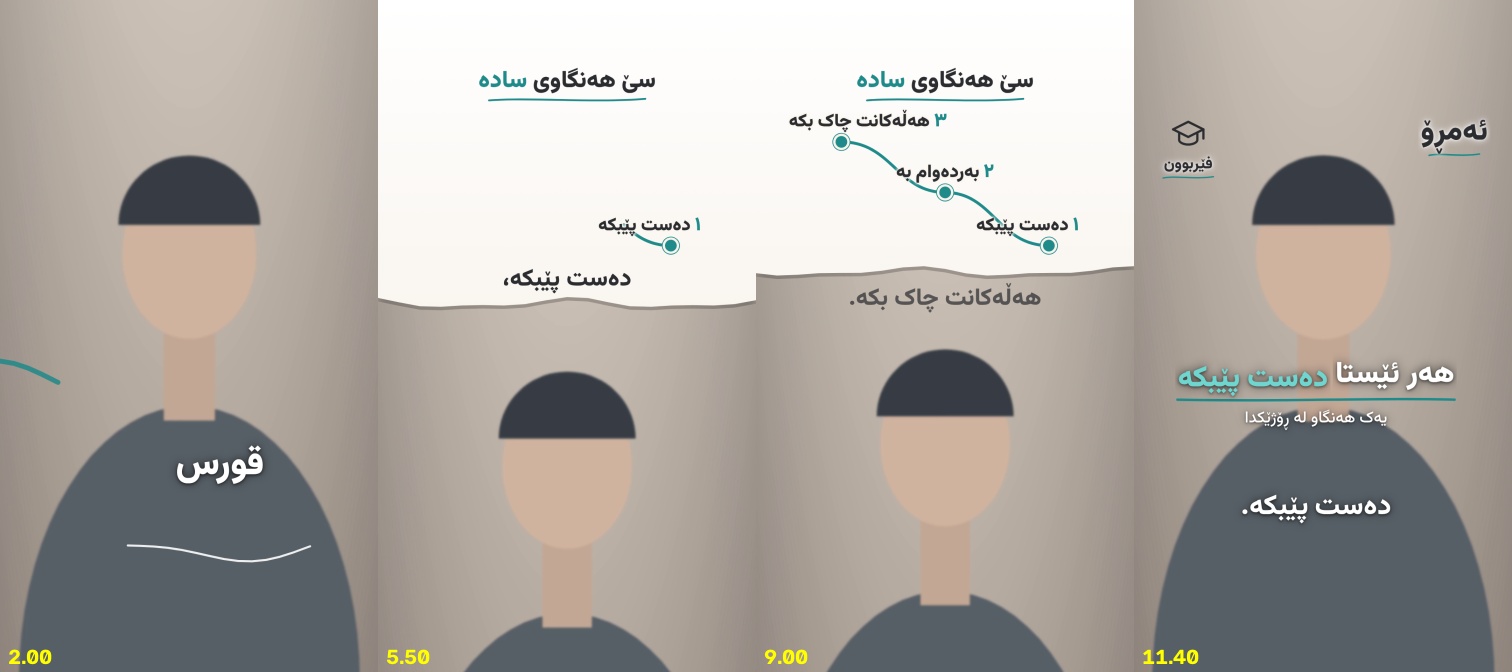 قورس
2.00
سێ هەنگاوی سادە
١ دەست پێبکە
دەست پێبکە،
5.50
سێ هەنگاوی سادە
٣ هەڵەکانت چاک بکە
٢ بەردەوام بە
١ دەست پێبکە
هەڵەکانت چاک بکە.
9.00
ئەمڕۆ
فێربوون
هەر ئێستا دەست پێبکە
یەک هەنگاو لە ڕۆژێکدا
دەست پێبکە.
11.40